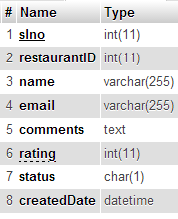 # Name Type
1 slno int(11)
2 restaurantID int(11)
3 name varchar(255)
4 email varchar(255)
5 comments text
6 rating int(11)
7 status char(1)
8 createdDate datetime